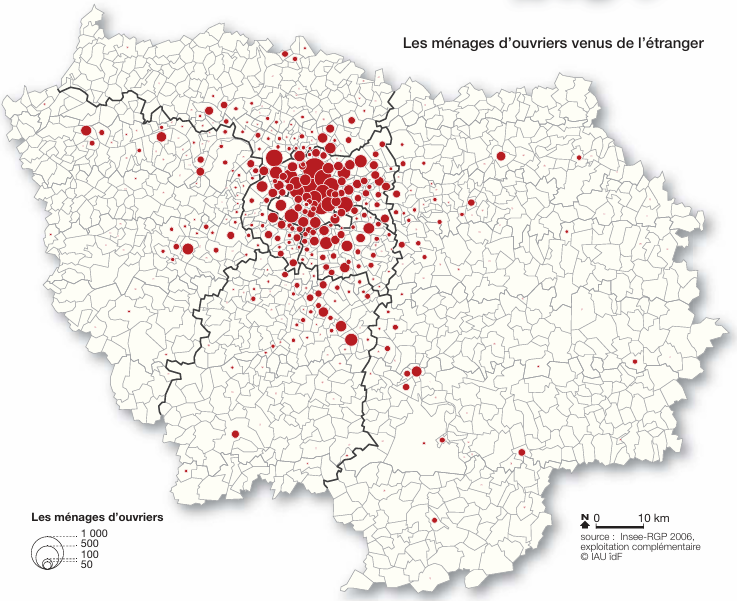 Les ménages d'ouvriers venus de l'étranger
Les ménages d'ouvriers
1 000
500
100
50
N 0 10 km
source : Insee-RGP 2006,
exploitation complémentaire
© IAU îdF